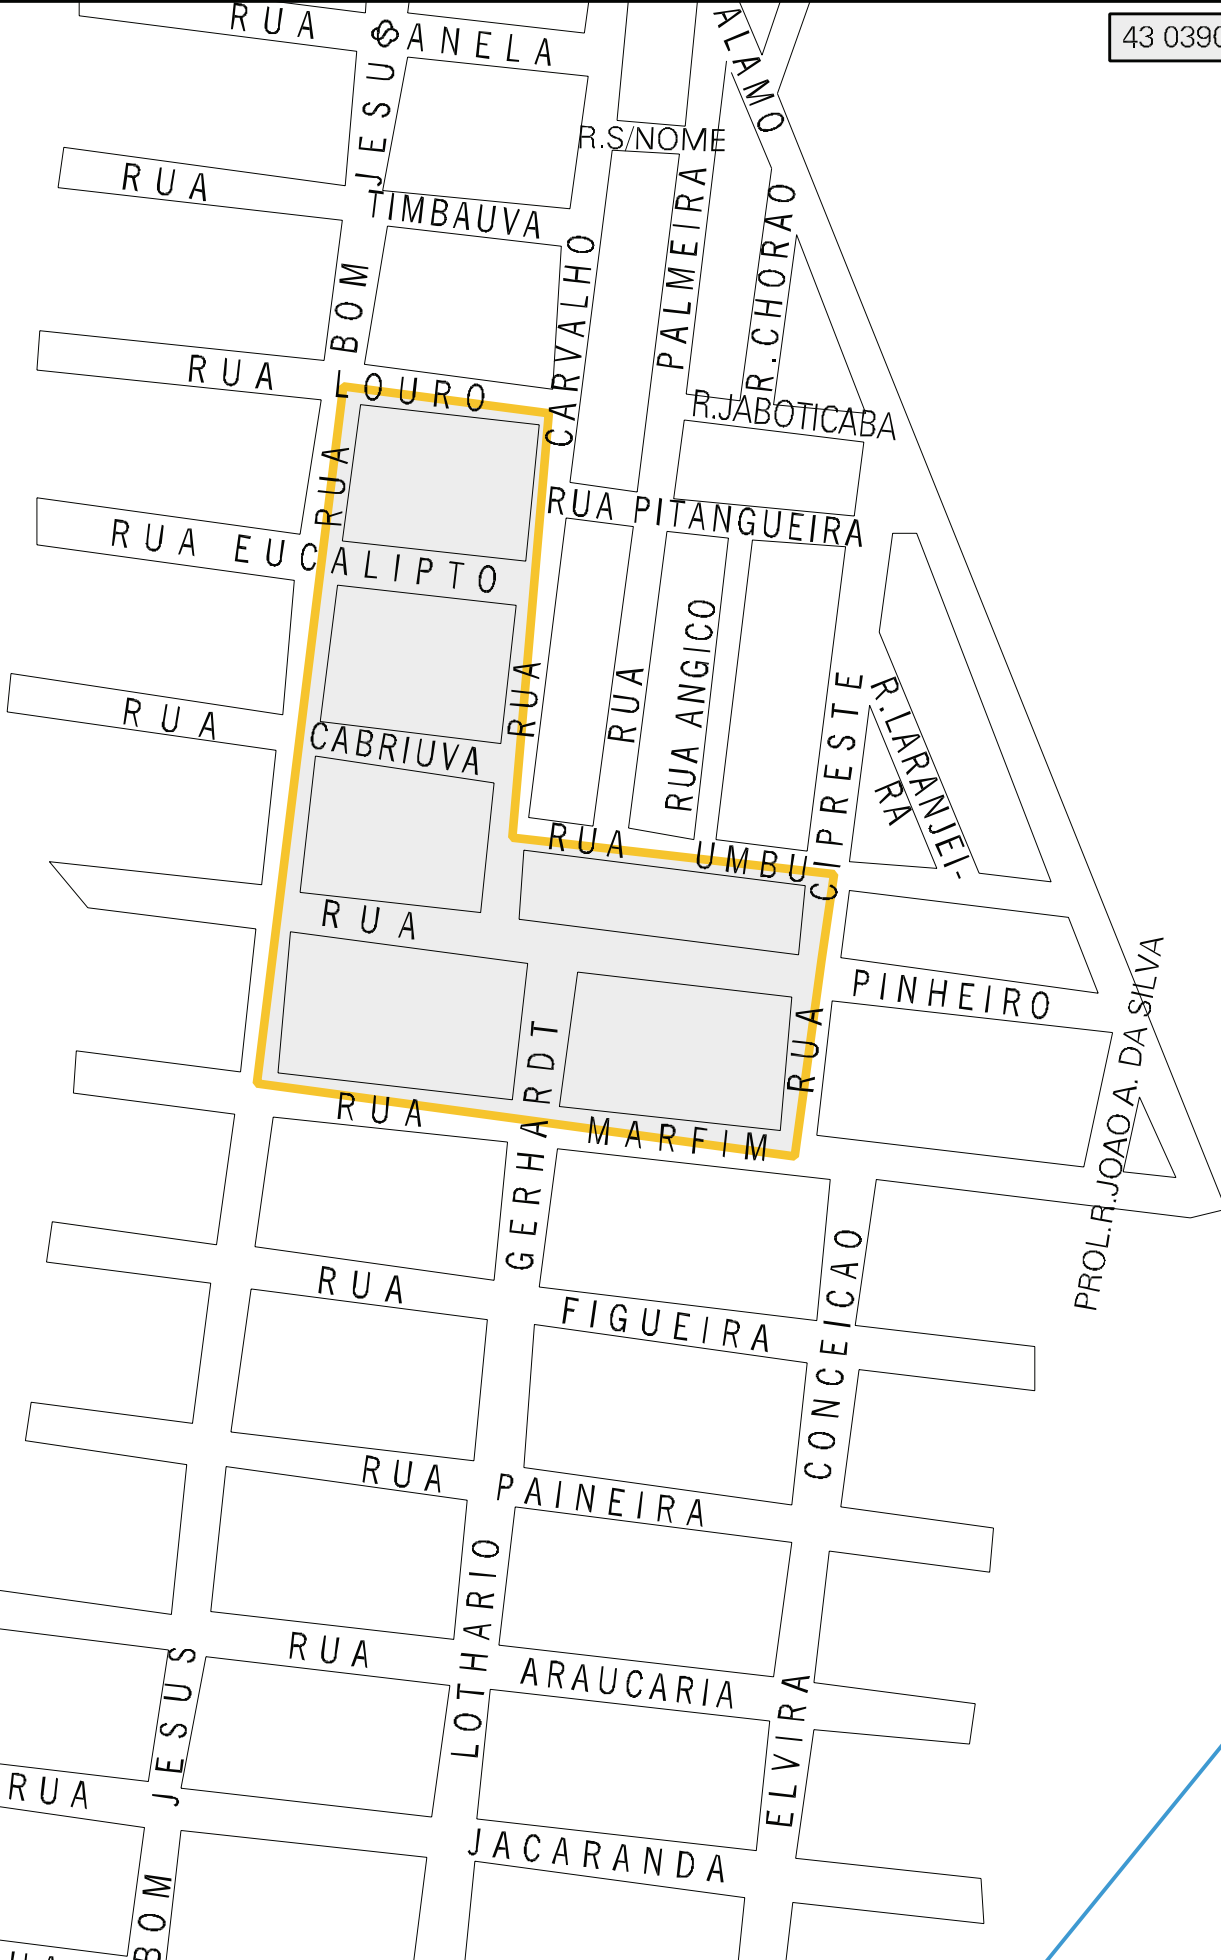 RUA CANELA
43 0390
ALAMO
R.S/NOME
RUA TIMBAUVA
PALMEIRA
R.CHORAO
CARVALHO
RUA LOURO
RUA BOM JESUS
R.JABOTICABA
RUA PITANGUEIRA
RUA EUCALIPTO
RUA ANGICO
RUA
RUA
CIPRESTE
R.LARANJEI-
RA
RUA CABRIUVA
RUA UMBU
RUA PINHEIRO
RUA
PROL.R.JOAO A. DA SILVA
RUA MARFIM
GERHARDT
RUA FIGUEIRA
CONCEICAO
RUA PAINEIRA
LOTHARIO
RUA ARAUCARIA
ELVIRA
BOM JESUS
RUA JACARANDA